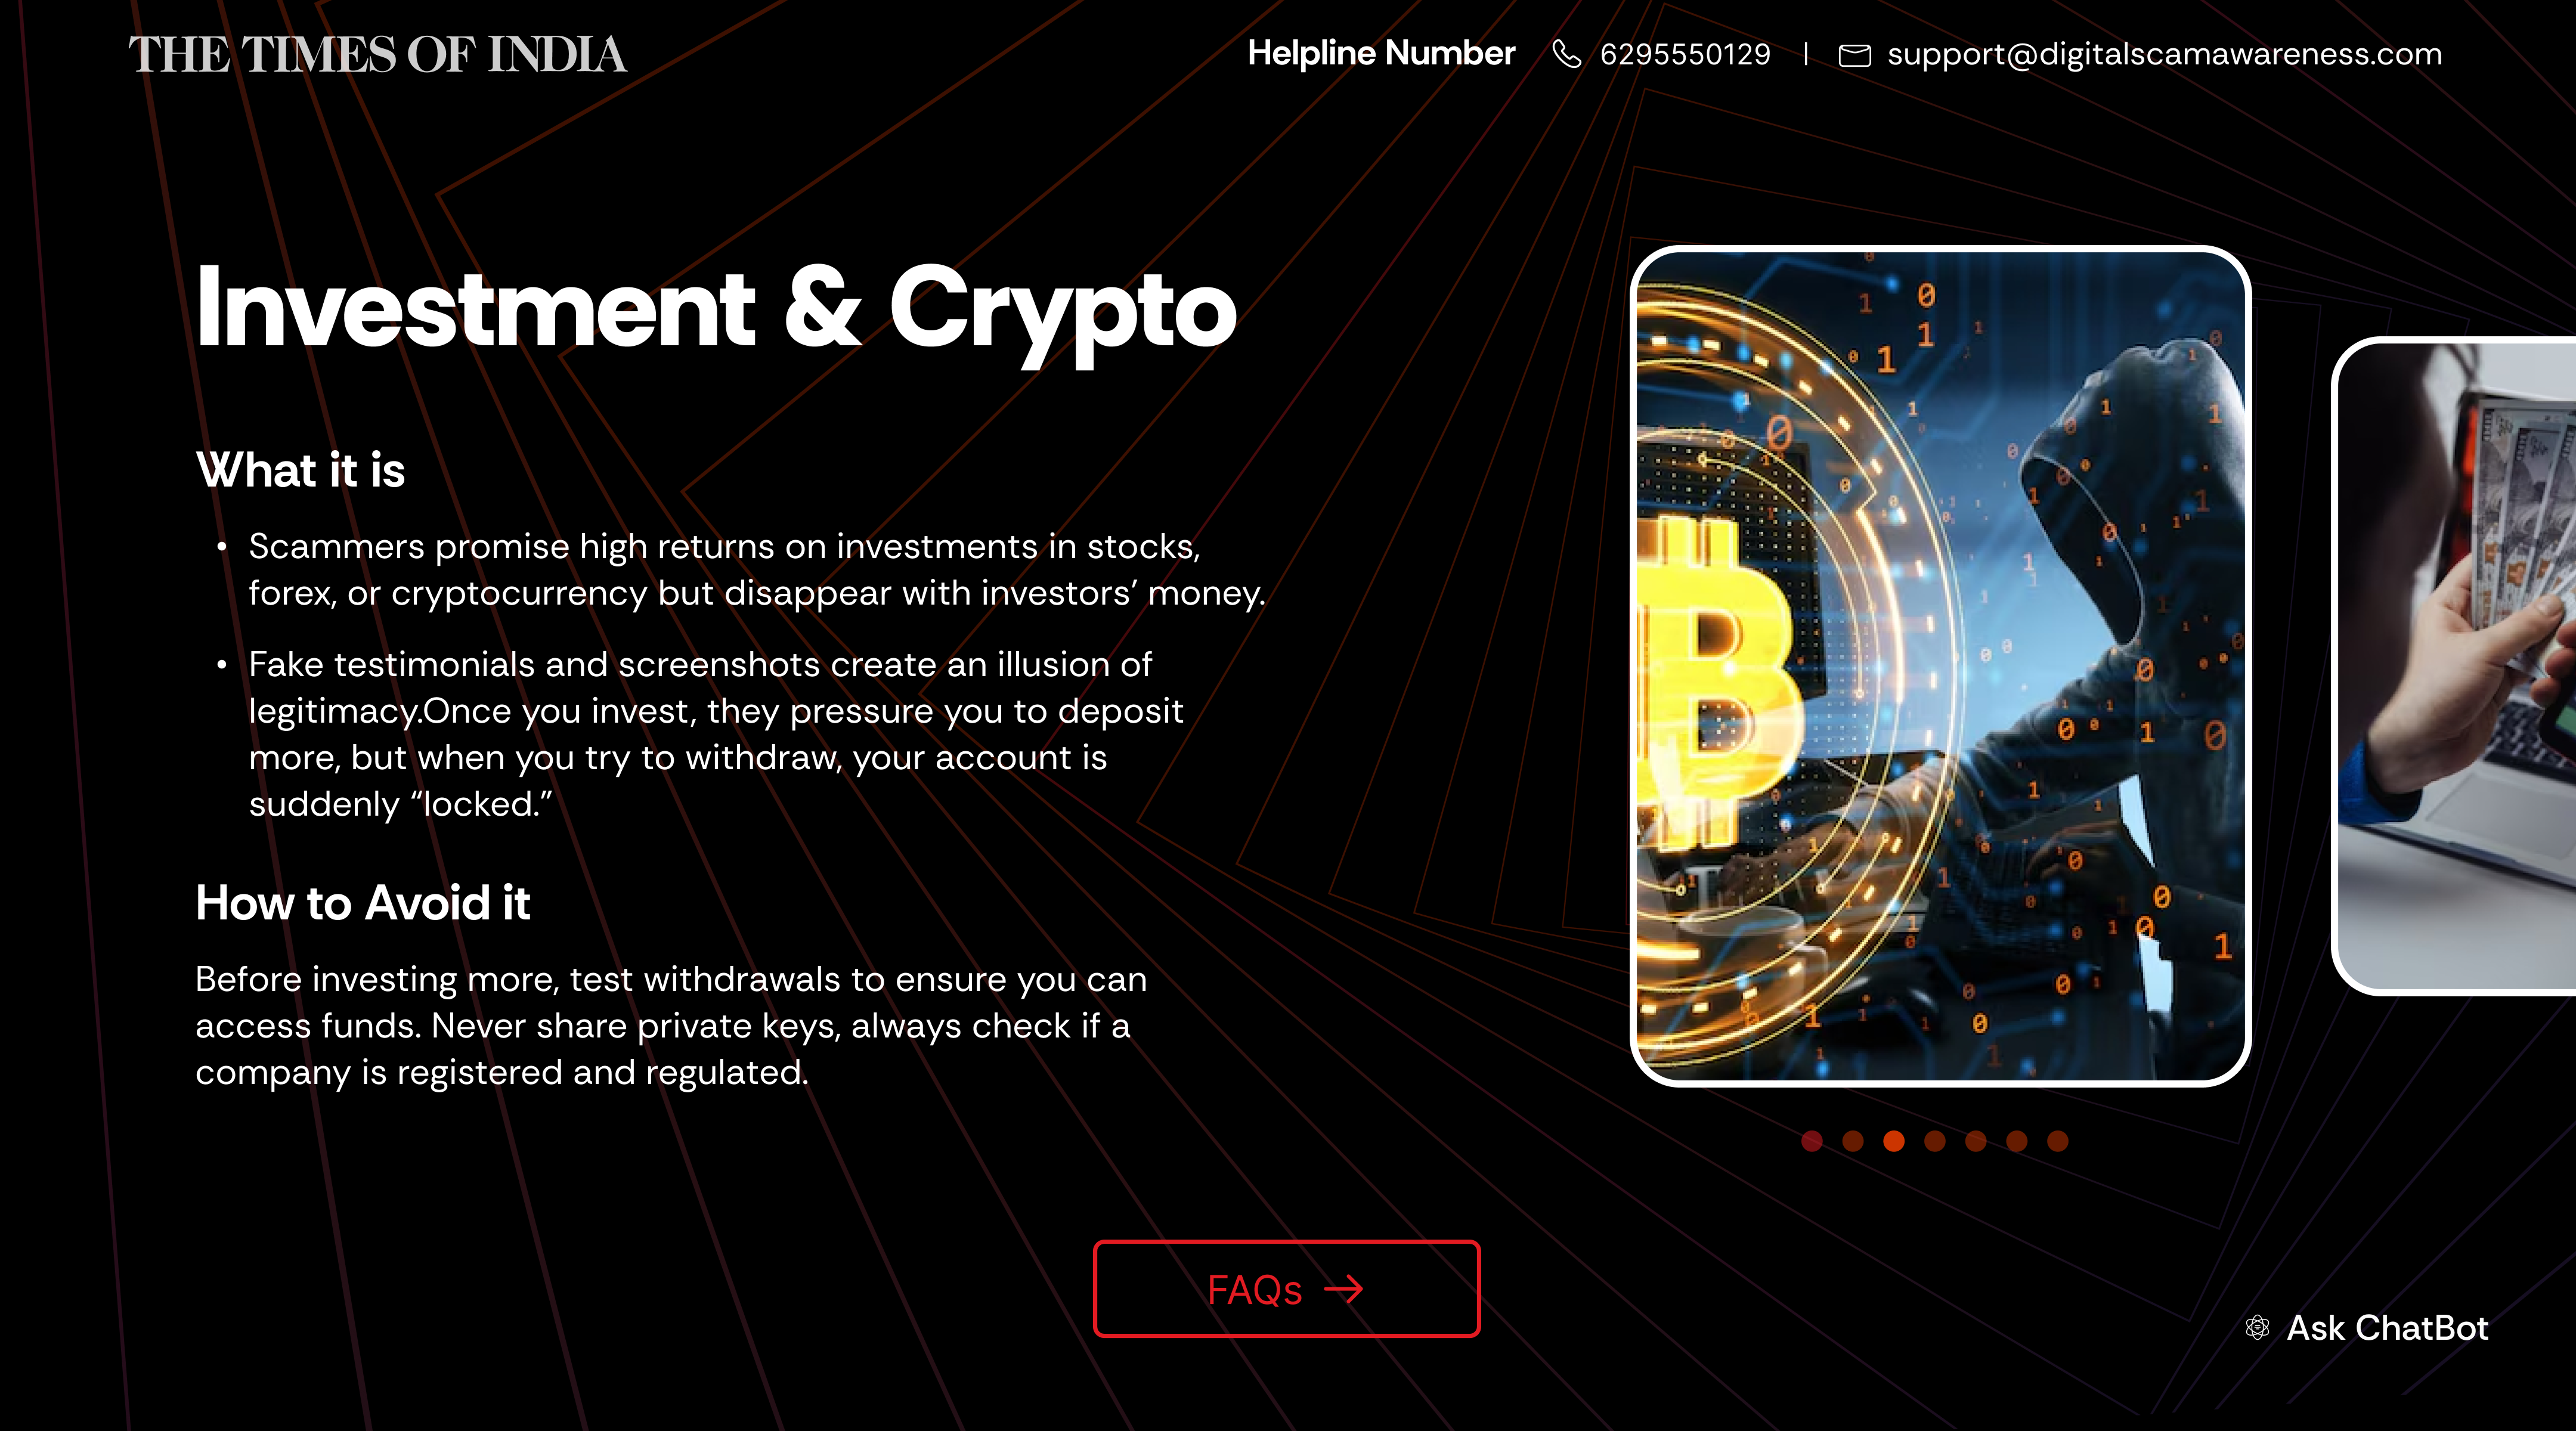 THE TIMES OF INDIA
Helpline Number 6295550129 | support@digitalscamawareness.com
Investment & Crypto
What it is
• Scammers promise high returns on investments in stocks,
forex, or cryptocurrency but disappear with investors’ money.
• Fake testimonials and screenshots create an illusion of
legitimacy.Once you invest, they pressure you to deposit
more, but when you try to withdraw, your account is
suddenly “locked.”
How to Avoid it
Before investing more, test withdrawals to ensure you can
access funds. Never share private keys, always check if a
company is registered and regulated.
FAQs →
Ask ChatBot